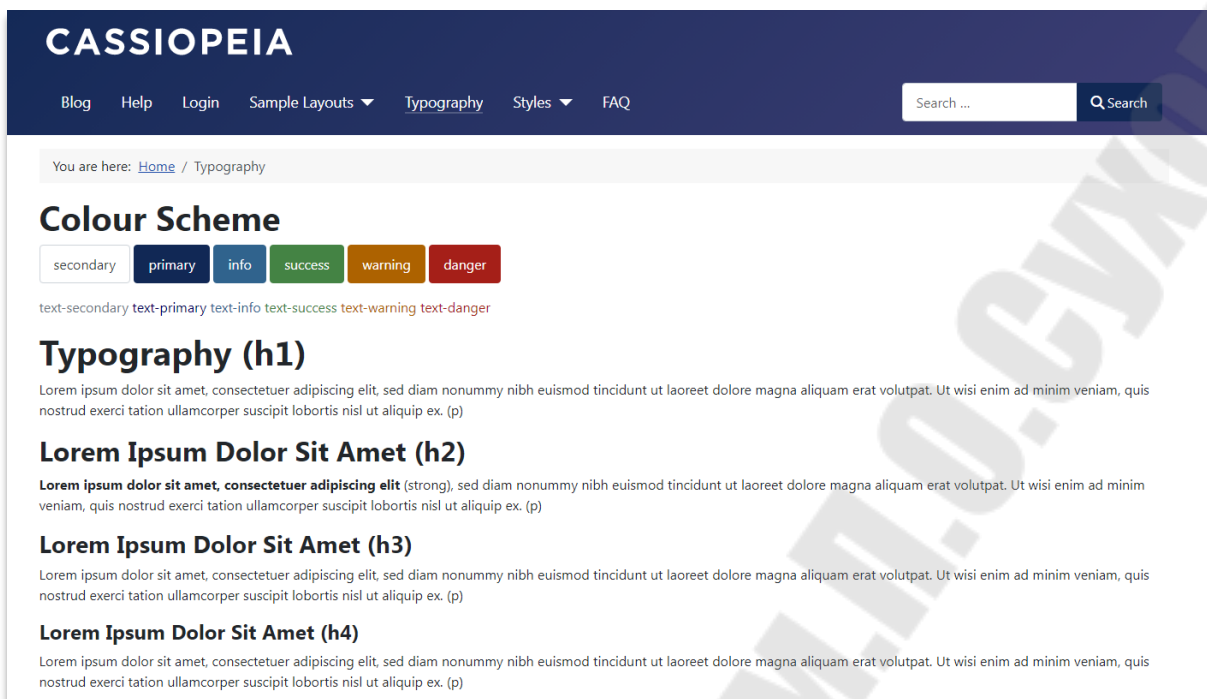 CASSIOPEIA
Blog Help Login Sample Layouts Typography Styles FAQ Search ... Search
You are here: Home / Typography
Colour Scheme
secondary primary info success warning danger
text-secondary text-primary text-info text-success text-warning text-danger
Typography (h1)
Lorem ipsum dolor sit amet, consectetuer adipiscing elit, sed diam nonummy nibh euismod tincidunt ut laoreet dolore magna aliquam erat volutpat. Ut wisi enim ad minim veniam, quis
nostrud exerci tation ullamcorper suscipit lobortis nisl ut aliquip ex. (p)
Lorem Ipsum Dolor Sit Amet (h2)
Lorem ipsum dolor sit amet, consectetuer adipiscing elit (strong), sed diam nonummy nibh euismod tincidunt ut laoreet dolore magna aliquam erat volutpat. Ut wisi enim ad minim
veniam, quis nostrud exerci tation ullamcorper suscipit lobortis nisl ut aliquip ex. (p)
Lorem Ipsum Dolor Sit Amet (h3)
Lorem ipsum dolor sit amet, consectetuer adipiscing elit, sed diam nonummy nibh euismod tincidunt ut laoreet dolore magna aliquam erat volutpat. Ut wisi enim ad minim veniam, quis
nostrud exerci tation ullamcorper suscipit lobortis nisl ut aliquip ex. (p)
Lorem Ipsum Dolor Sit Amet (h4)
Lorem ipsum dolor sit amet, consectetuer adipiscing elit, sed diam nonummy nibh euismod tincidunt ut laoreet dolore magna aliquam erat volutpat. Ut wisi enim ad minim veniam, quis
nostrud exerci tation ullamcorper suscipit lobortis nisl ut aliquip ex. (p)